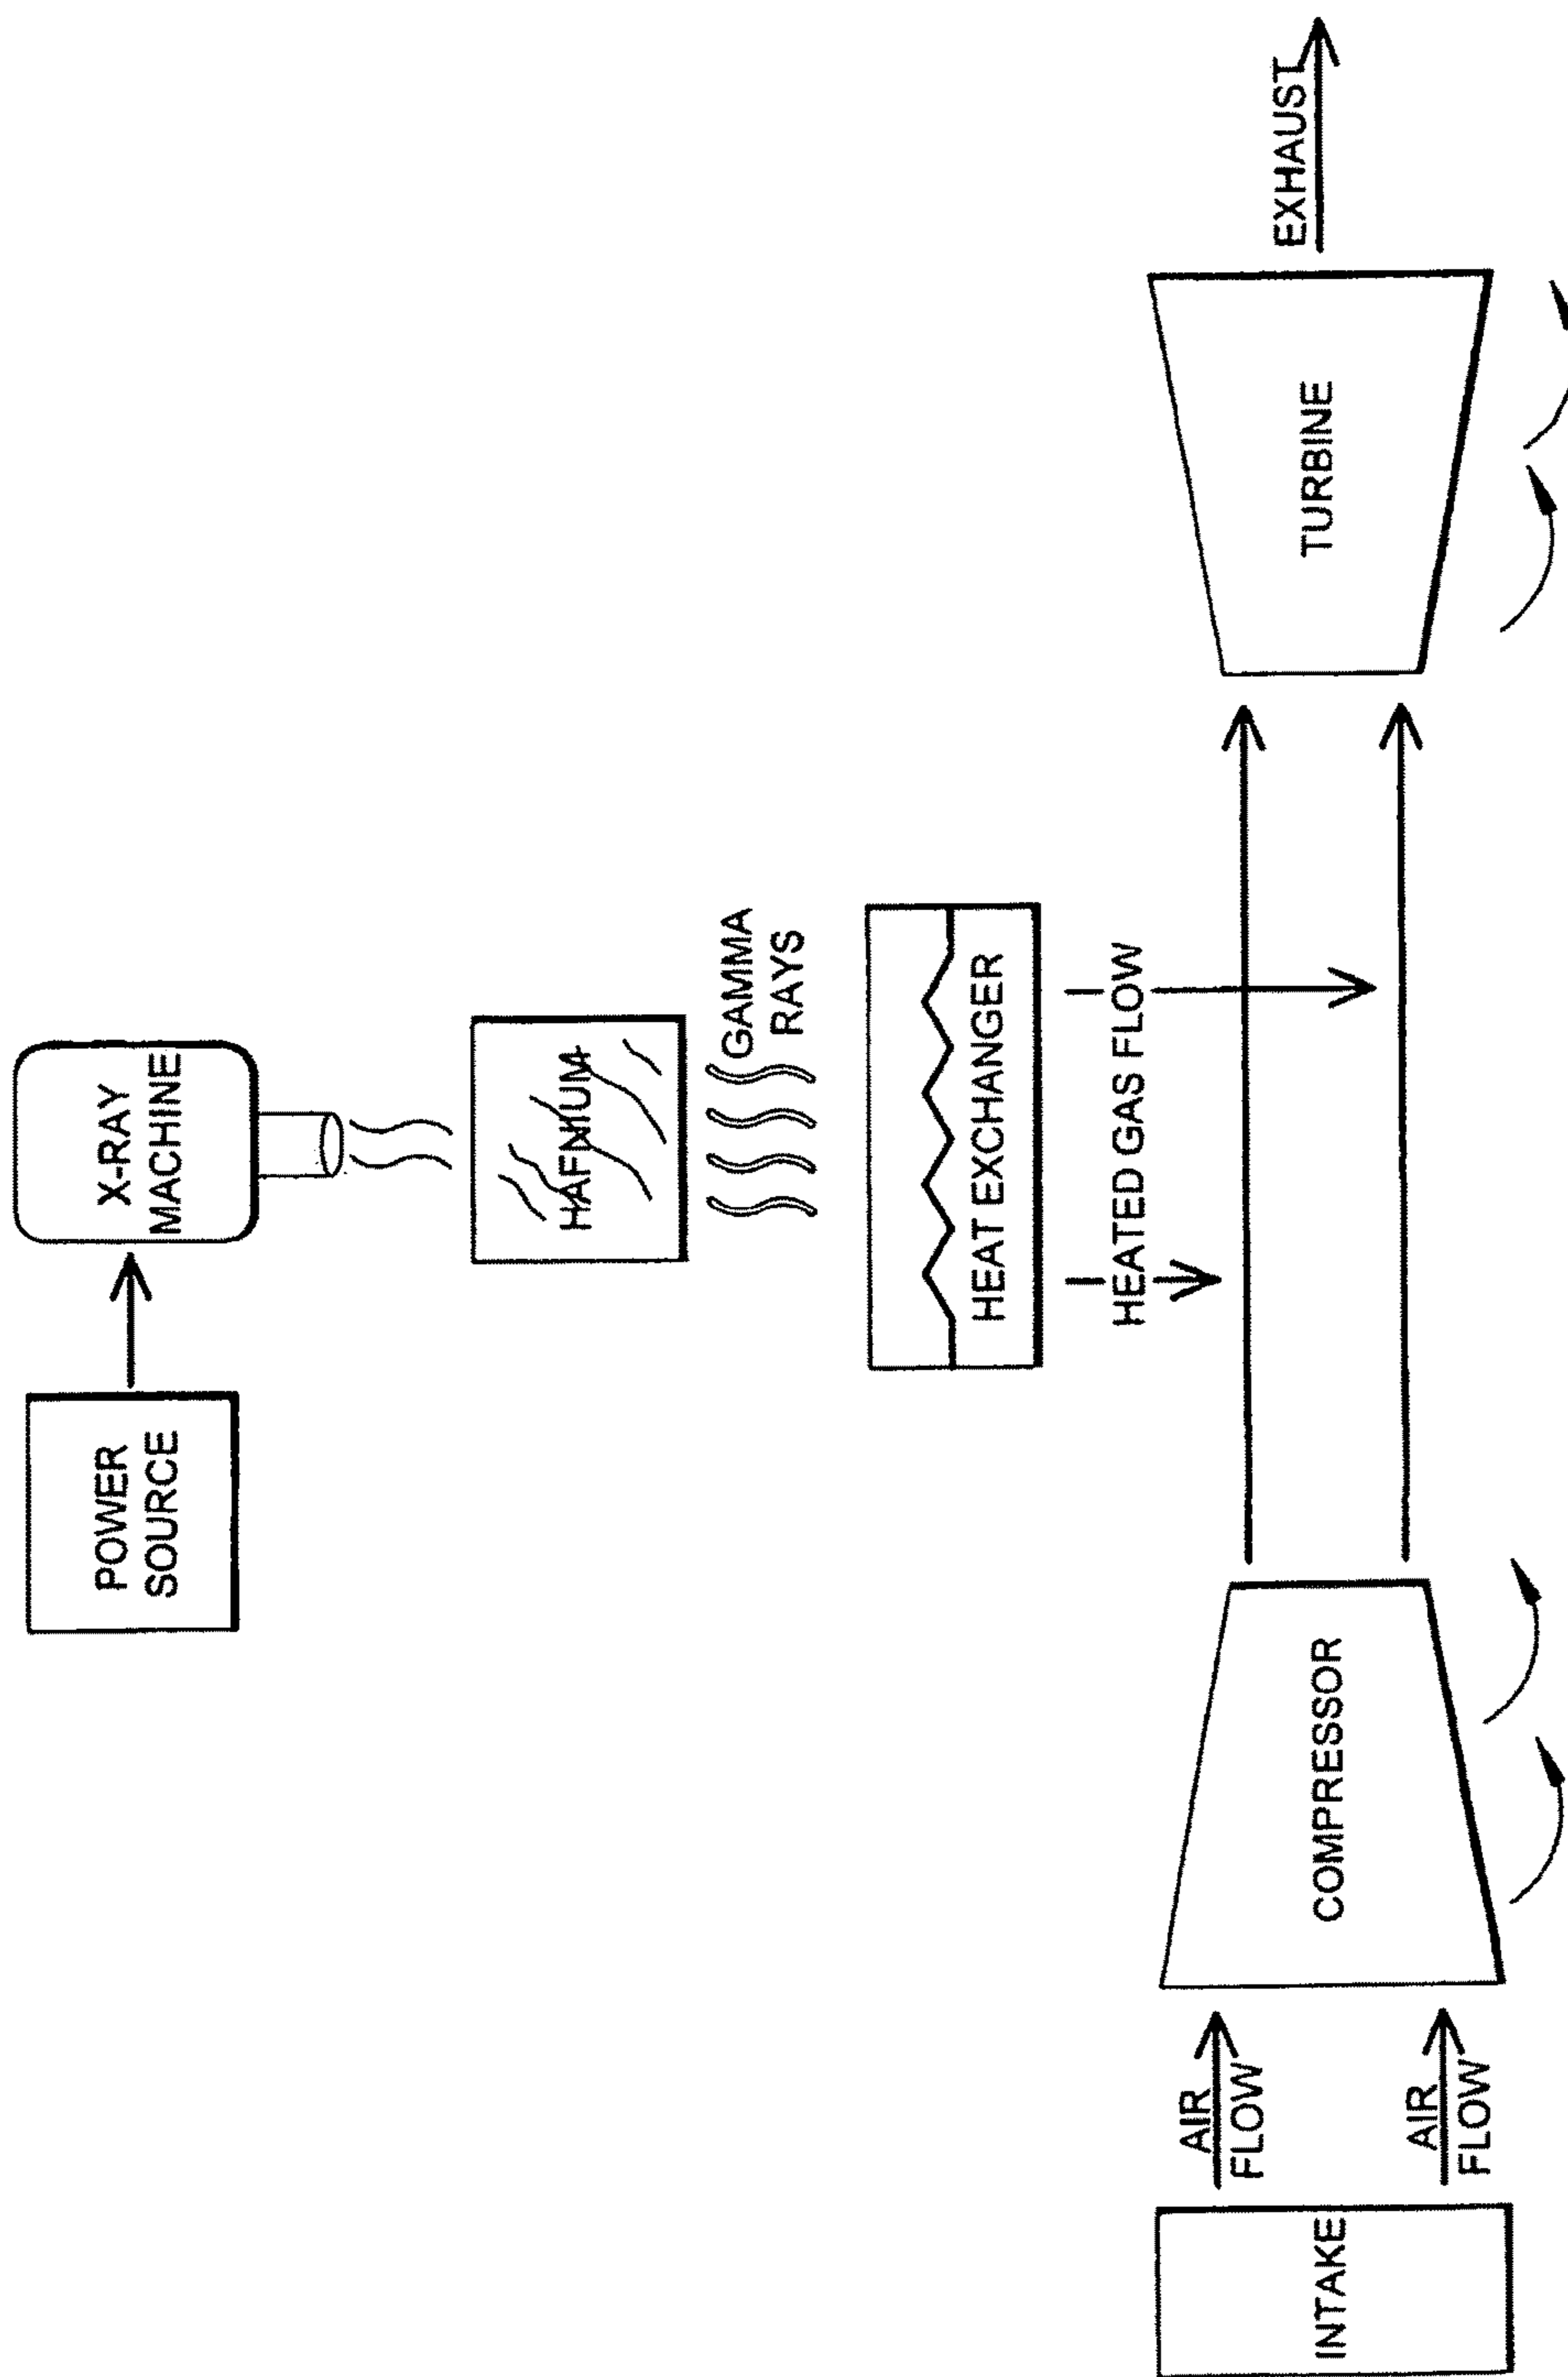 POWER
SOURCE
X-RAY
MACHINE
HAFNIUM
GAMMA
RAYS
HEAT EXCHANGER
HEATED GAS FLOW
INTAKE
AIR
FLOW
AIR
FLOW
COMPRESSOR
TURBINE
EXHAUST